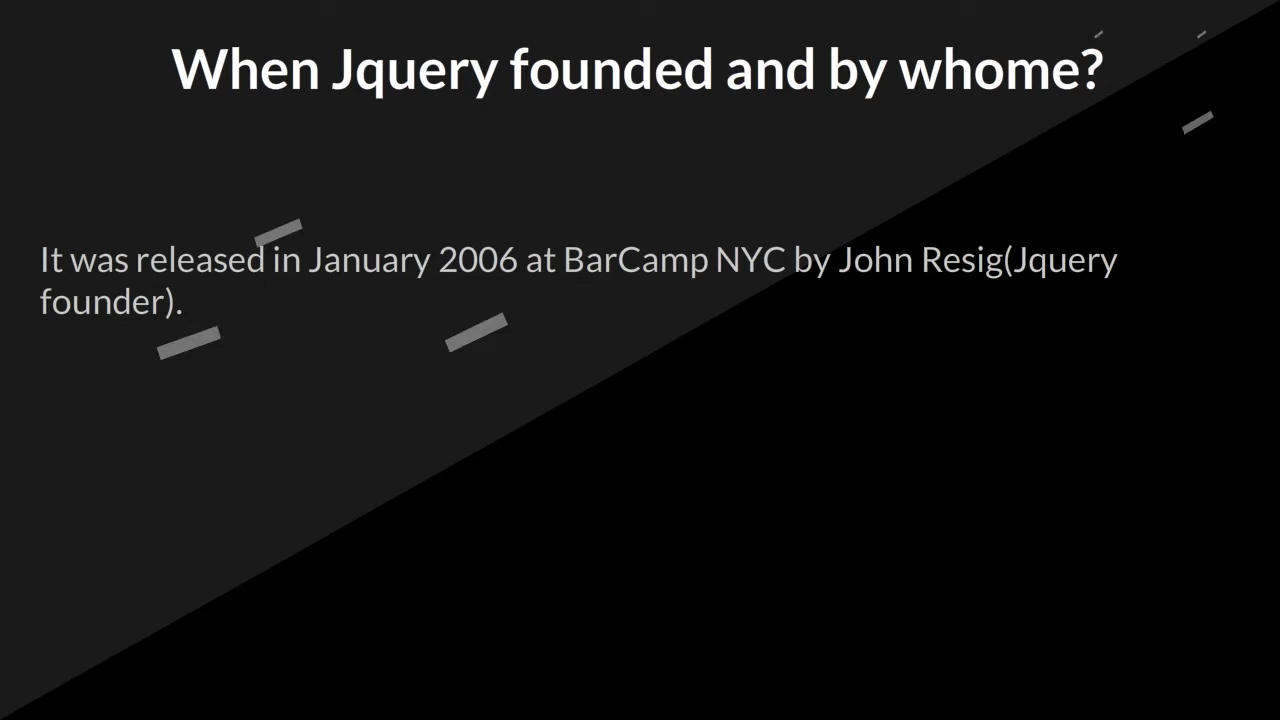 When Jquery founded and by whome?
It was released in January 2006 at BarCamp NYC by John Resig(Jquery
founder).